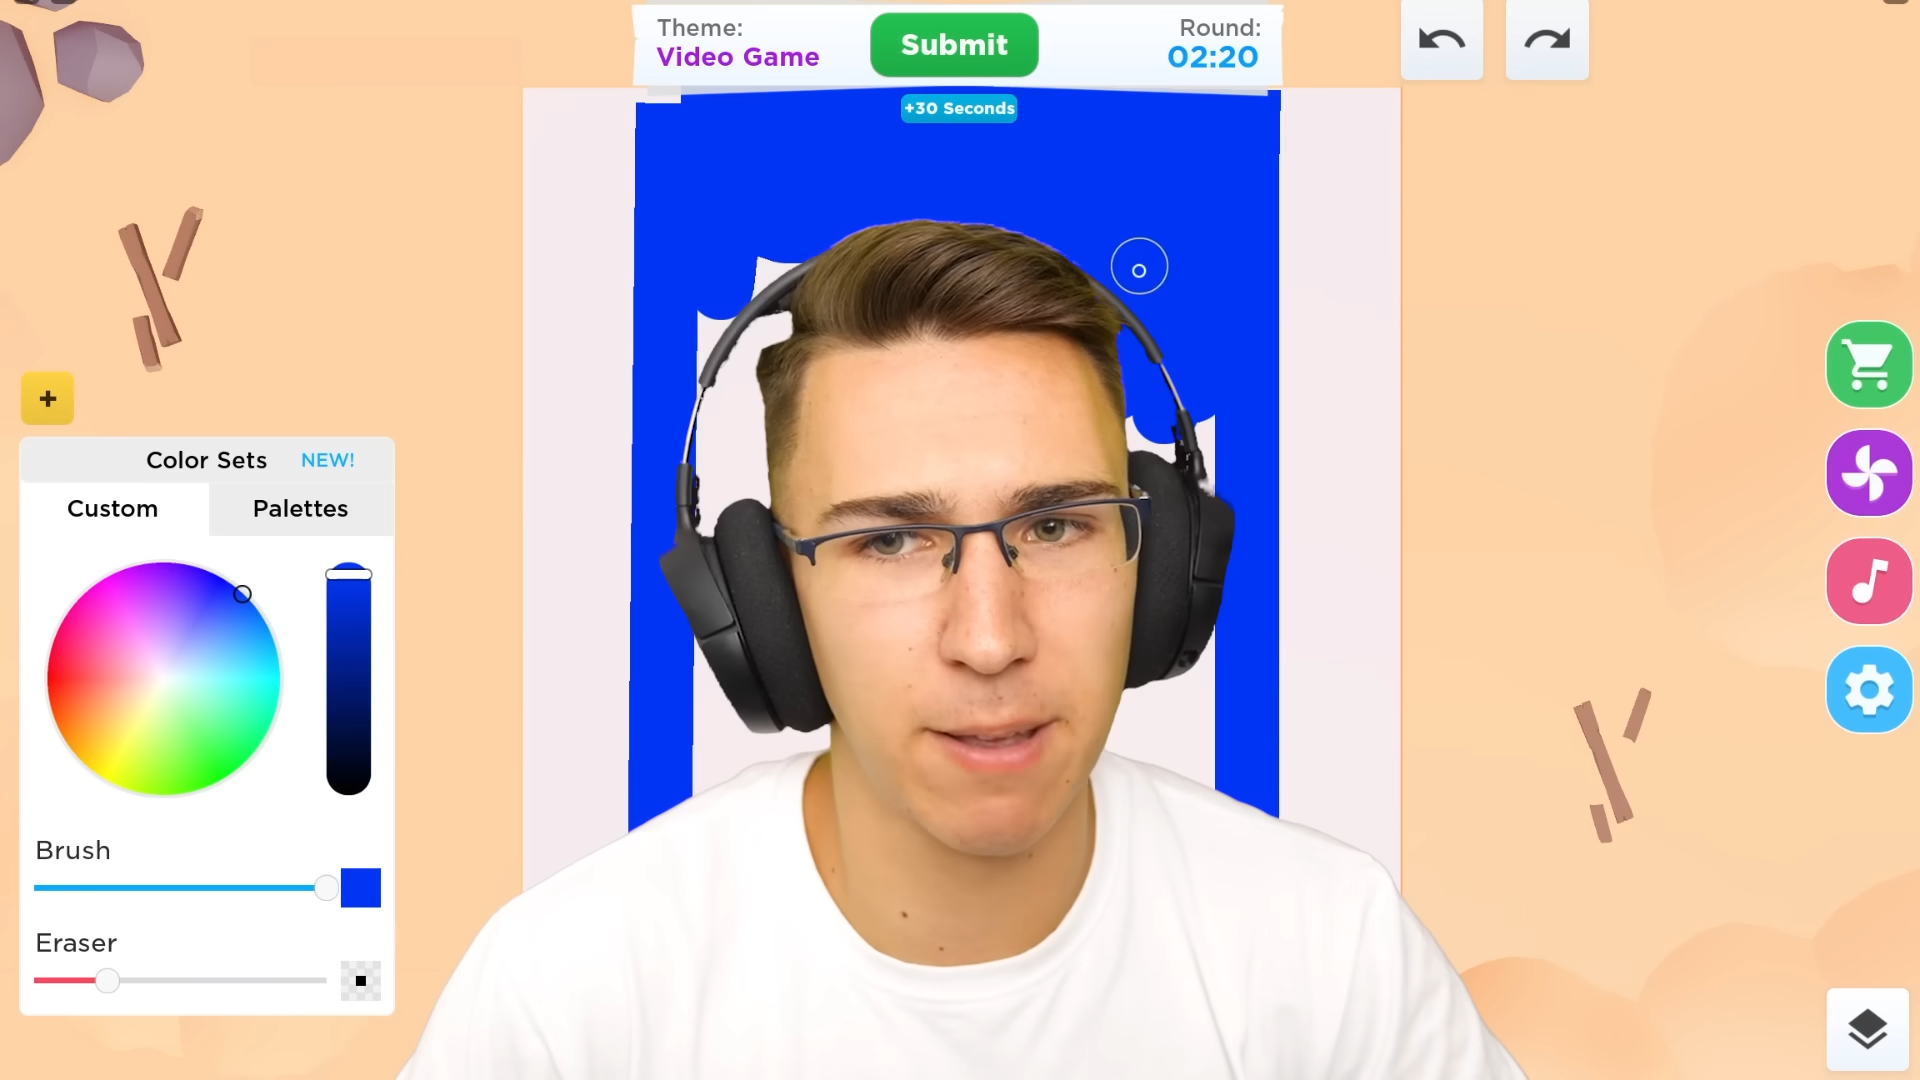 Theme:
Video Game
Submit
Round:
02:20
+30 Seconds
+
Color Sets NEW!
Custom Palettes
Brush
Eraser